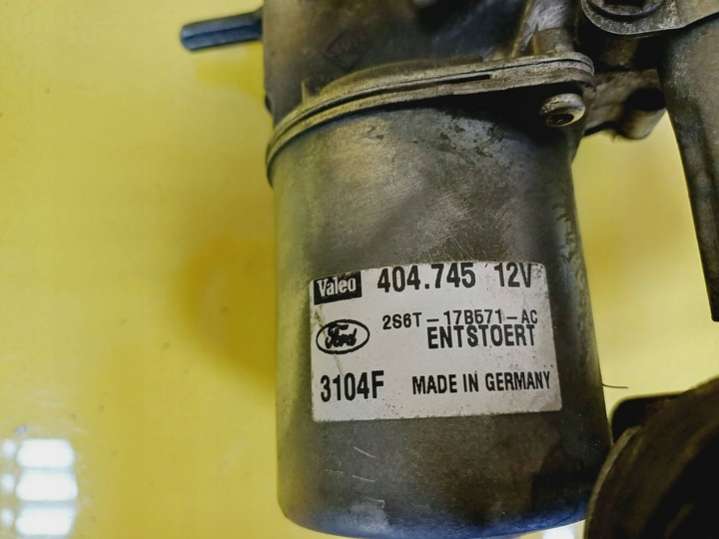 Valeo 404.745 12V
Ford 2S6T-17B571-AC
ENTSTOERT
3104F MADE IN GERMANY